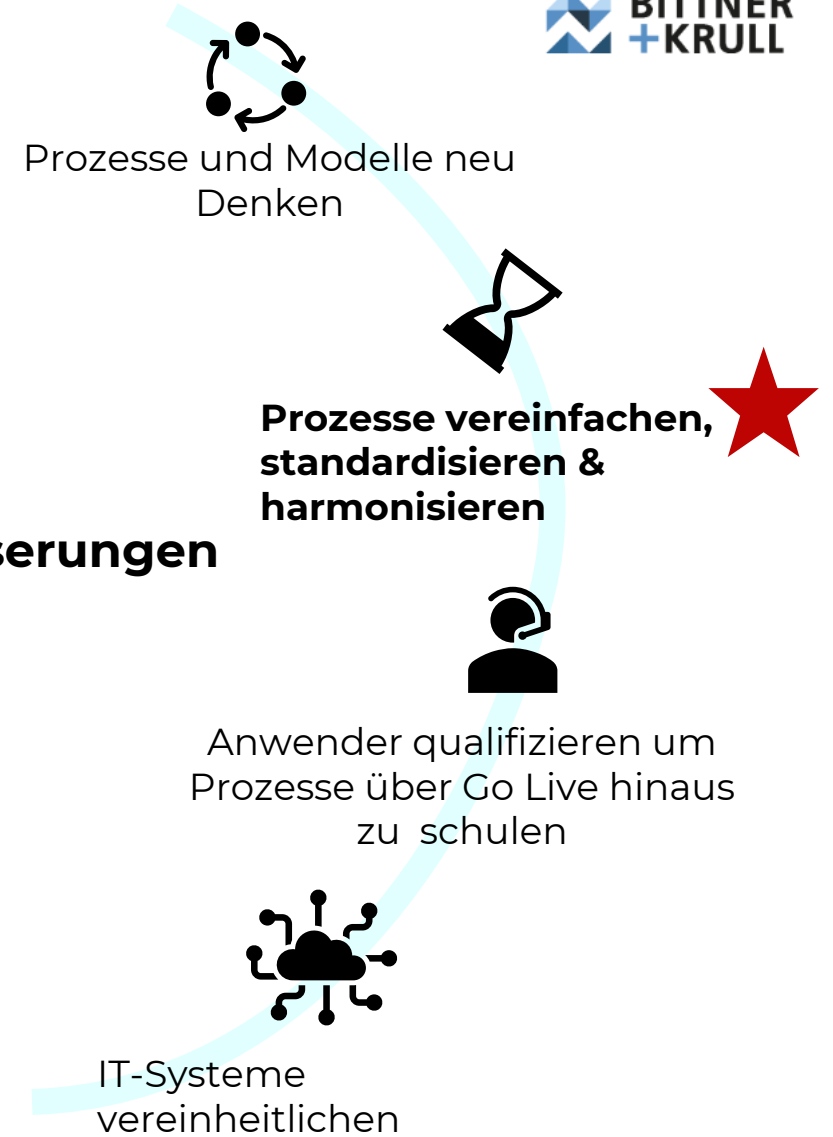 BITTNER
+KRULL
Prozesse und Modelle neu
Denken
Prozesse vereinfachen,
standardisieren &
harmonisieren
serungen
Anwender qualifizieren um
Prozesse über Go Live hinaus
zu  schulen
IT-Systeme
vereinheitlichen